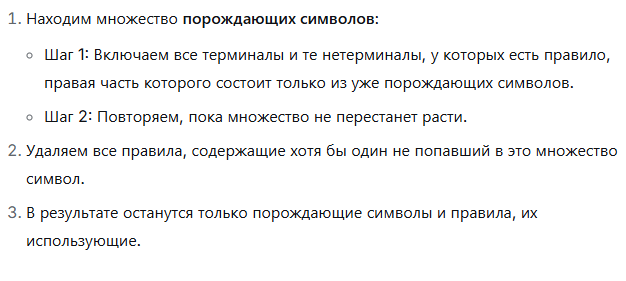 1. Находим множество порождающих символов:
◦ Шаг 1: Включаем все терминалы и те нетерминалы, у которых есть правило,
правая часть которого состоит только из уже порождающих символов.
◦ Шаг 2: Повторяем, пока множество не перестанет расти.
2. Удаляем все правила, содержащие хотя бы один не попавший в это множество
символ.
3. В результате останутся только порождающие символы и правила, их
использующие.